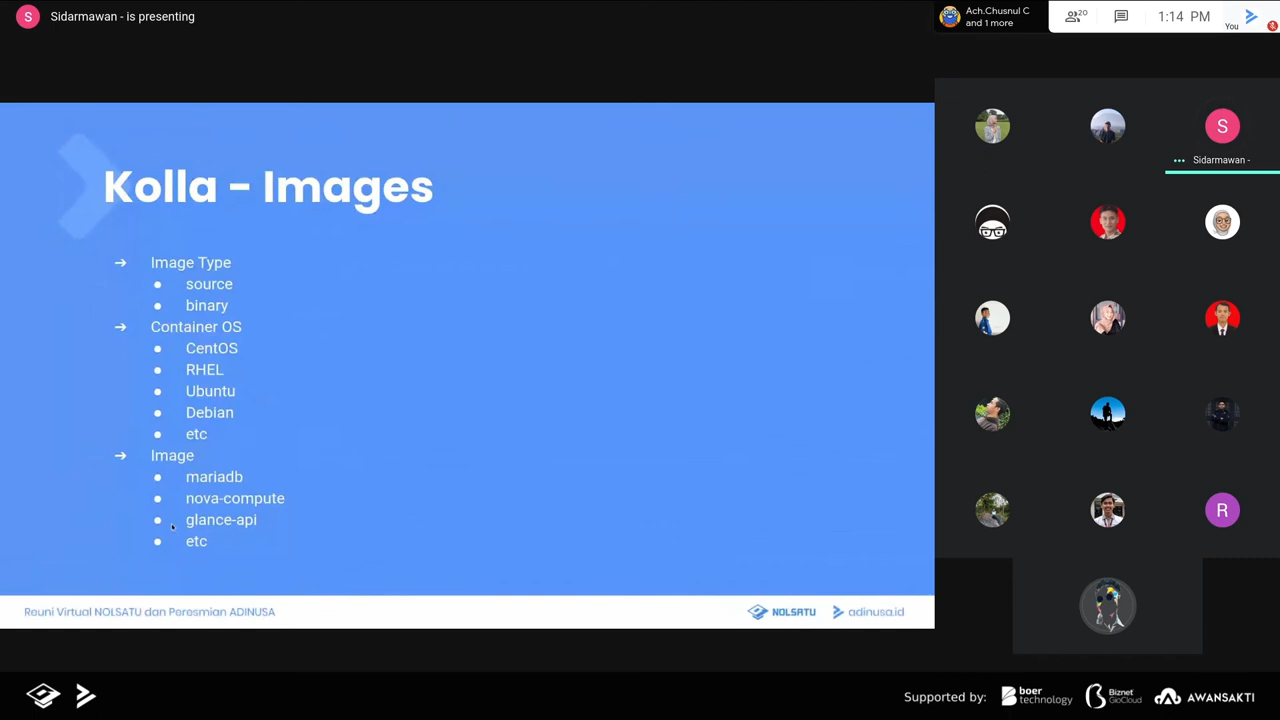 S Sidarmawan - is presenting
Ach.Chusnul C
and 1 more
20
1:14 PM
You
Kolla - Images
➔ Image Type
● source
● binary
➔ Container OS
● CentOS
● RHEL
● Ubuntu
● Debian
● etc
➔ Image
● mariadb
● nova-compute
● glance-api
● etc
Reuni Virtual NOLSATU dan Peresmian ADINUSA
NOLSATU
adinusa.id
S
Sidarmawan -
R
Supported by:
boer technology
Biznet GioCloud
AWANSAKTI